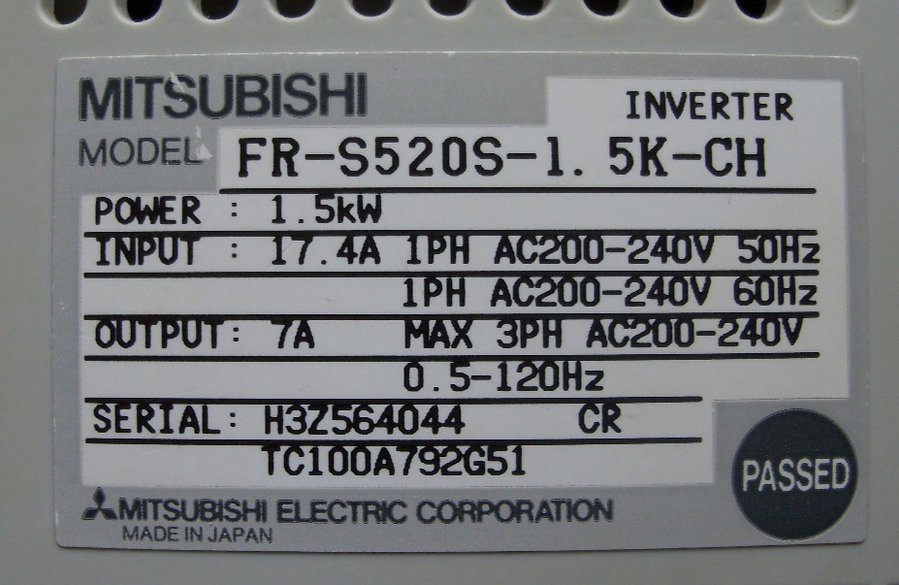 MITSUBISHI INVERTER
MODEL FR-S520S-1.5K-CH
POWER : 1.5kW
INPUT : 17.4A 1PH AC200-240V 50Hz
1PH AC200-240V 60Hz
OUTPUT: 7A MAX 3PH AC200-240V
0.5-120Hz
SERIAL: H3Z564044 CR
TC100A792G51
PASSED
MITSUBISHI ELECTRIC CORPORATION
MADE IN JAPAN